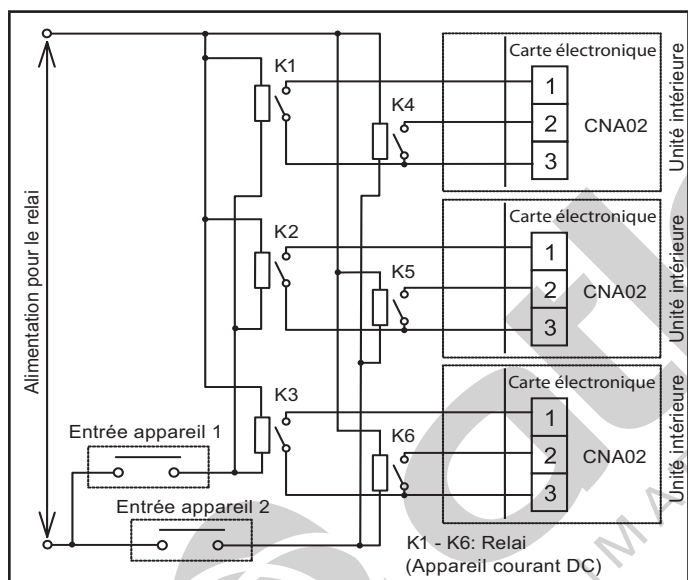 Alimentation pour le relai
K1
K4
Carte électronique
1
2
3
CNA02
Unité intérieure
K2
K5
Carte électronique
1
2
3
CNA02
Unité intérieure
K3
K6
Carte électronique
1
2
3
CNA02
Unité intérieure
Entrée appareil 1
Entrée appareil 2
K1 - K6: Relai
(Appareil courant DC)